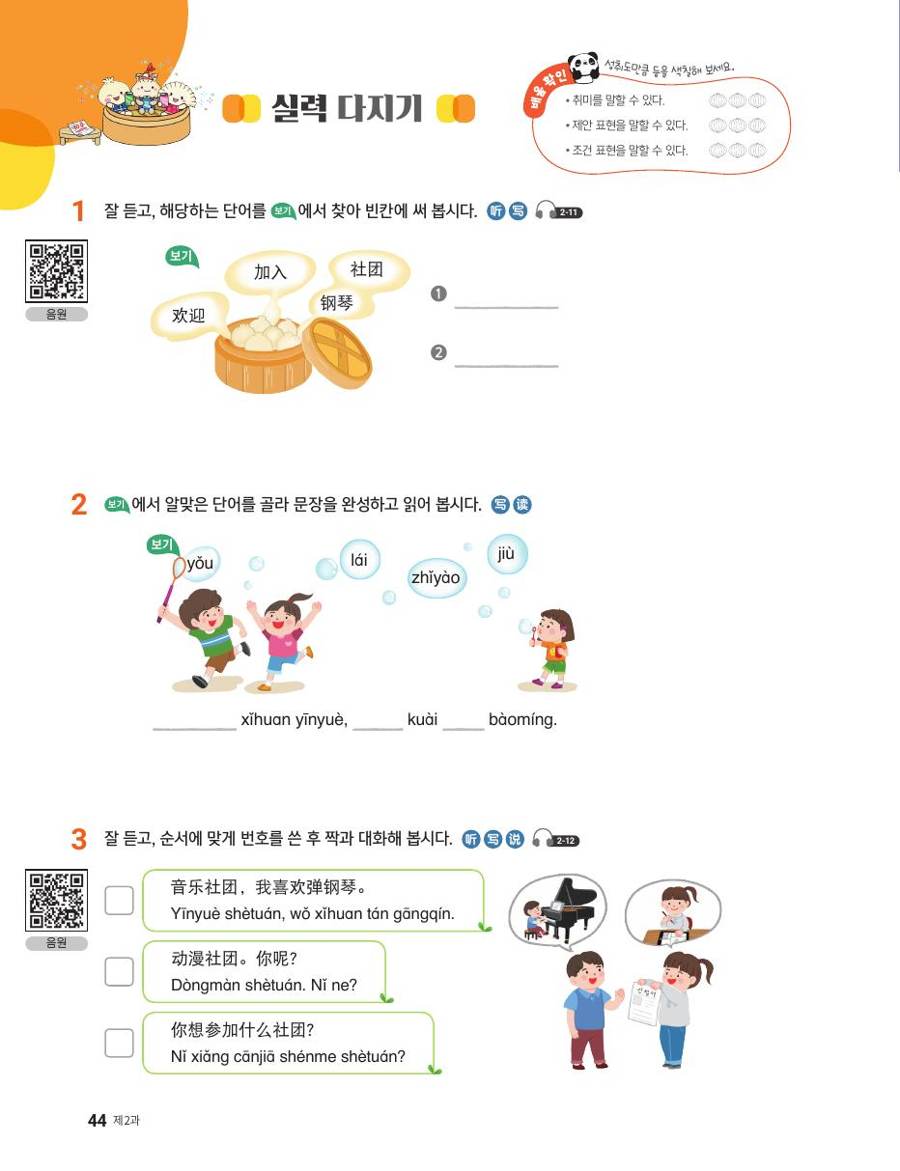 실력 다지기
배움 확인
성취도만큼 등을 색칠해 보세요.
• 취미를 말할 수 있다.
• 제안 표현을 말할 수 있다.
• 조건 표현을 말할 수 있다.
1 잘 듣고, 해당하는 단어를 보기 에서 찾아 빈칸에 써 봅시다. 听 写 2-11
음원
보기
加入
社团
欢迎
钢琴
❶
❷
2 보기 에서 알맞은 단어를 골라 문장을 완성하고 읽어 봅시다. 写 读
보기
yǒu
lái
zhǐyào
jiù
________ xǐhuan yīnyuè, _____ kuài ____ bàomíng.
3 잘 듣고, 순서에 맞게 번호를 쓴 후 짝과 대화해 봅시다. 听 写 说 2-12
음원
音乐社团，我喜欢弹钢琴。
Yīnyuè shètuán, wǒ xǐhuan tán gāngqín.
动漫社团。你呢?
Dòngmàn shètuán. Nǐ ne?
你想参加什么社团?
Nǐ xiǎng cānjiā shénme shètuán?
신청서
44 제2과